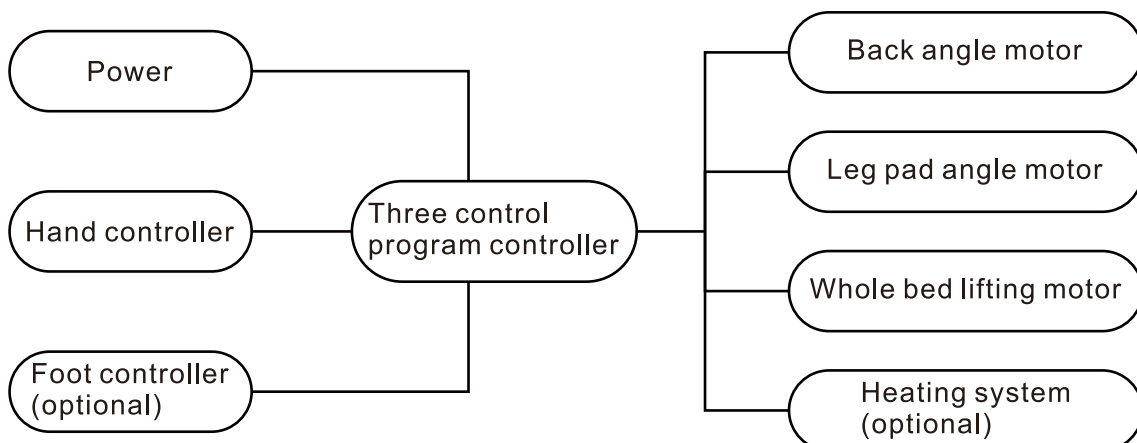 Power
Hand controller
Foot controller
(optional)
Three control
program controller
Back angle motor
Leg pad angle motor
Whole bed lifting motor
Heating system
(optional)